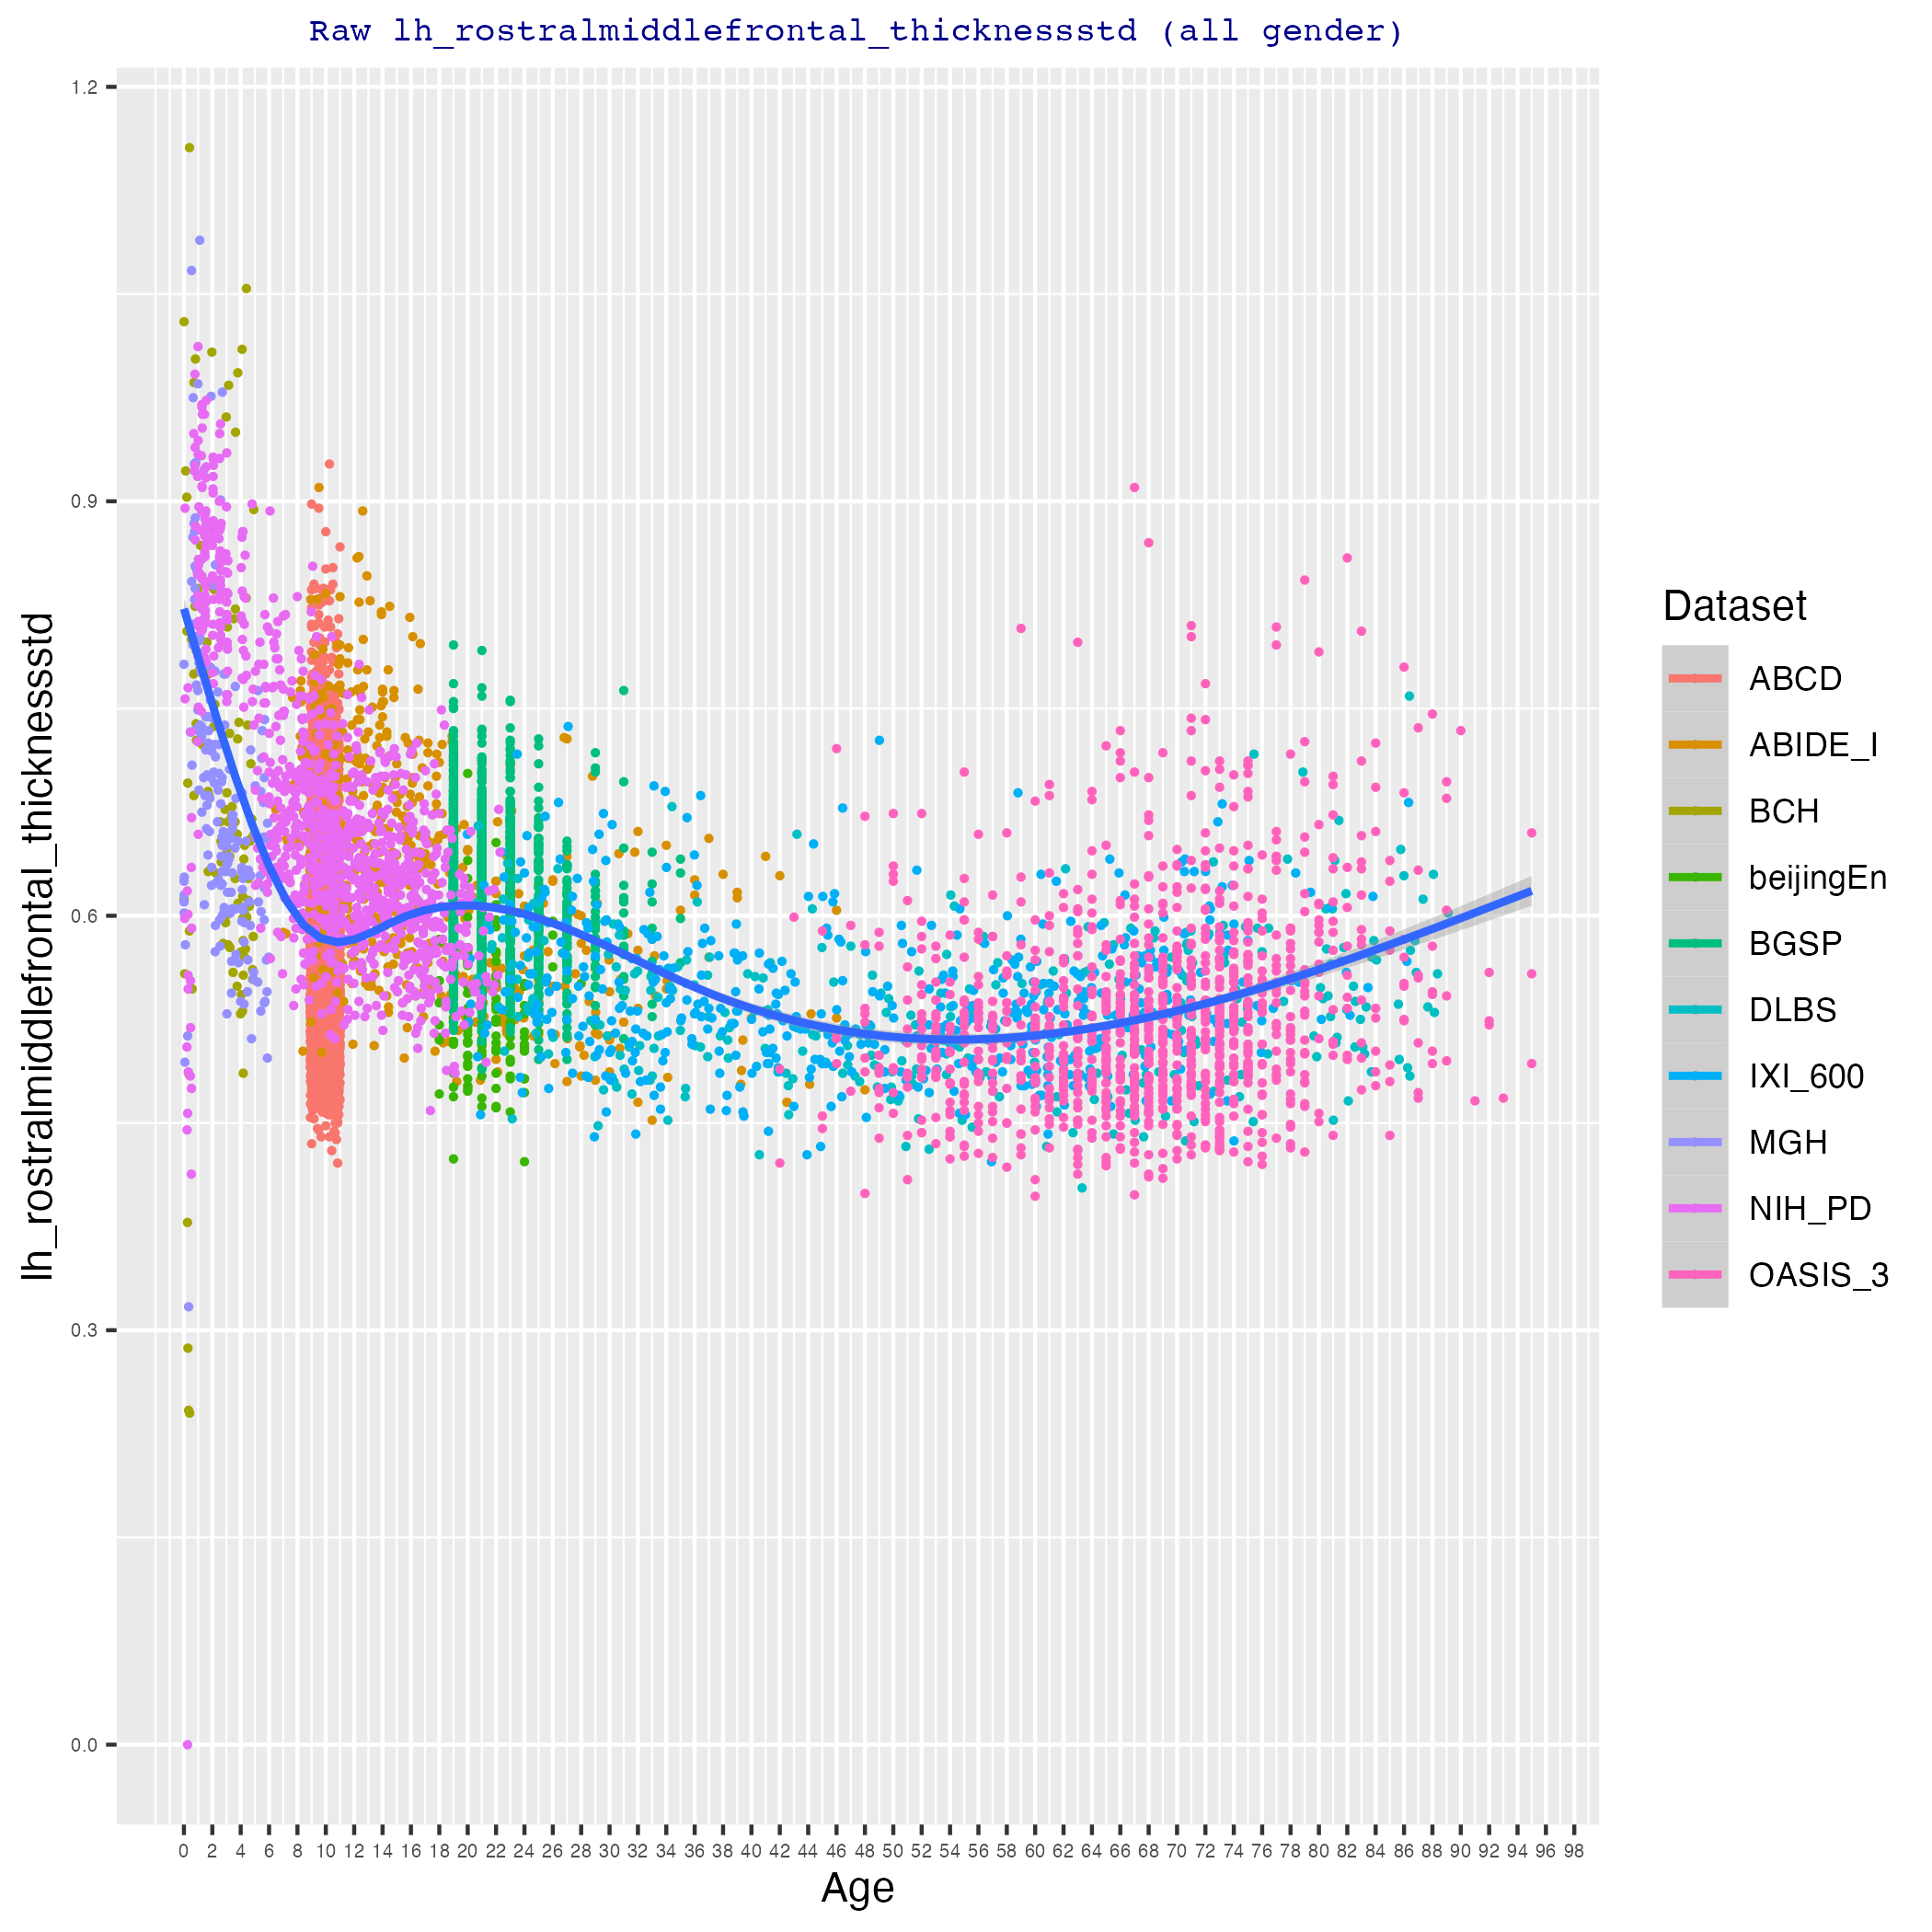 Raw lh_rostralmiddlefrontal_thicknessstd (all gender)
lh_rostralmiddlefrontal_thicknessstd
1.2
0.9
0.6
0.3
0.0
0 2 4 6 8 10 12 14 16 18 20 22 24 26 28 30 32 34 36 38 40 42 44 46 48 50 52 54 56 58 60 62 64 66 68 70 72 74 76 78 80 82 84 86 88 90 92 94 96 98
Age
Dataset
ABCD
ABIDE_I
BCH
beijingEn
BGSP
DLBS
IXI_600
MGH
NIH_PD
OASIS_3